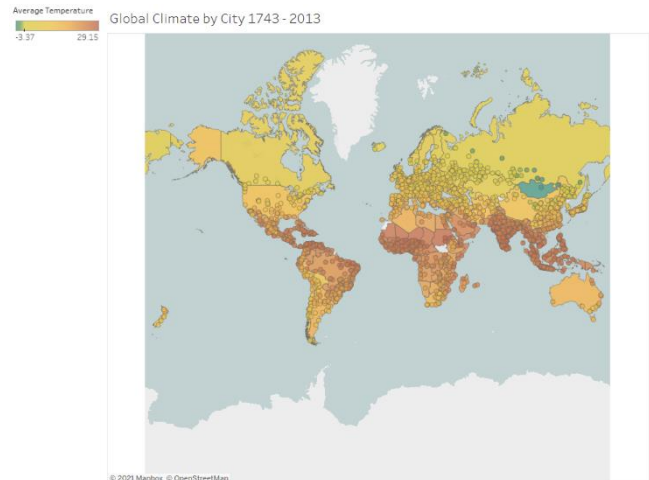 Average Temperature
-3.37 29.15
Global Climate by City 1743 - 2013
© 2021 Mapbox © OpenStreetMap